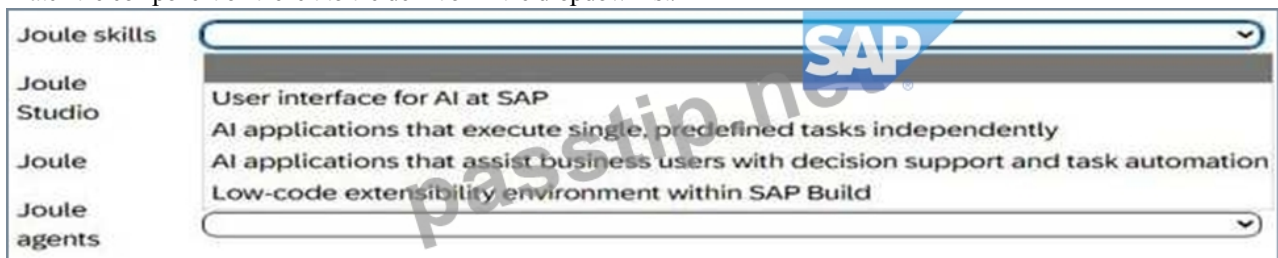 Joule skills
SAP
Joule
Studio
User interface for AI at SAP
AI applications that execute single, predefined tasks independently
Joule
AI applications that assist business users with decision support and task automation
Low-code extensibility environment within SAP Build
Joule
agents
passtip.net